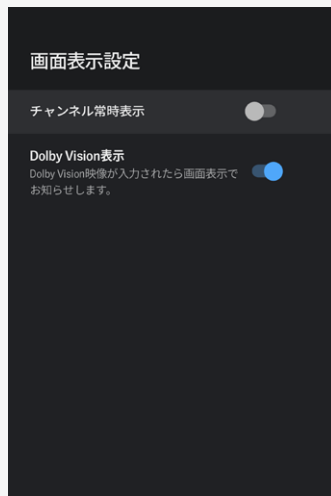 画面表示設定
チャンネル常時表示
Dolby Vision表示
Dolby Vision映像が入力されたら画面表示で
お知らせします。